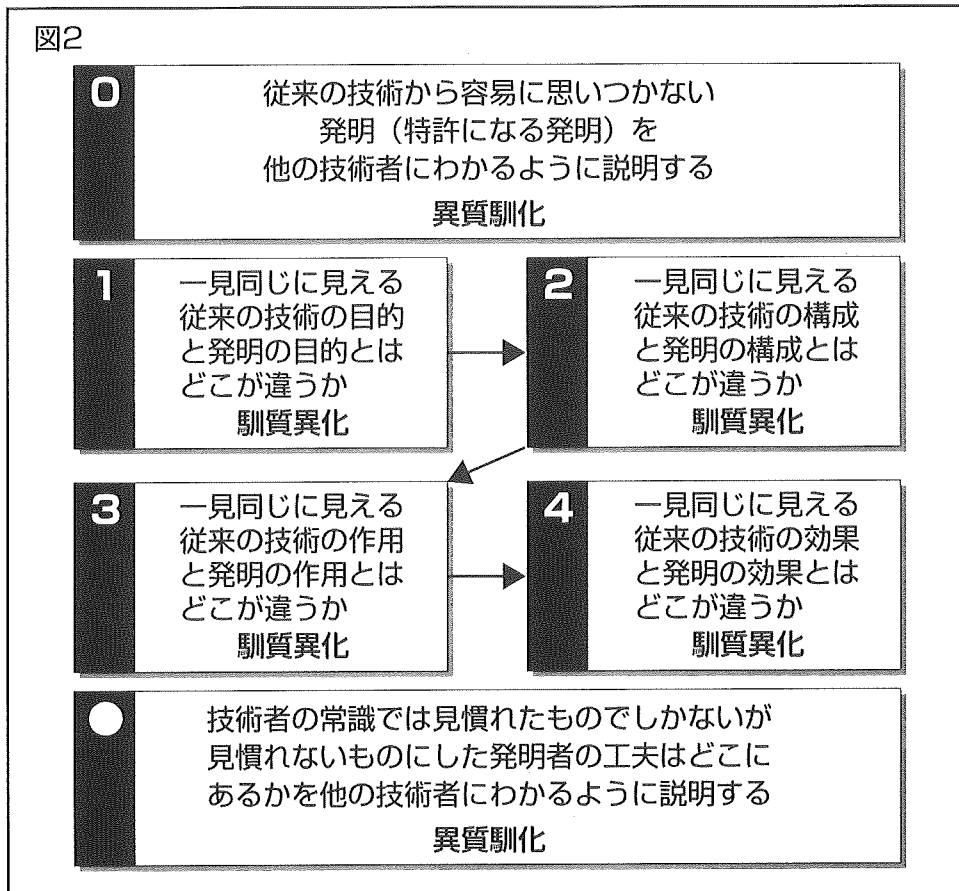 図2
0
従来の技術から容易に思いつかない
発明（特許になる発明）を
他の技術者にわかるように説明する
異質馴化
1
一見同じに見える
従来の技術の目的
と発明の目的とは
どこが違うか
馴質異化
2
一見同じに見える
従来の技術の構成
と発明の構成とは
どこが違うか
馴質異化
3
一見同じに見える
従来の技術の作用
と発明の作用とは
どこが違うか
馴質異化
4
一見同じに見える
従来の技術の効果
と発明の効果とは
どこが違うか
馴質異化
●
技術者の常識では見慣れたものでしかないが
見慣れないものにした発明者の工夫はどこに
あるかを他の技術者にわかるように説明する
異質馴化